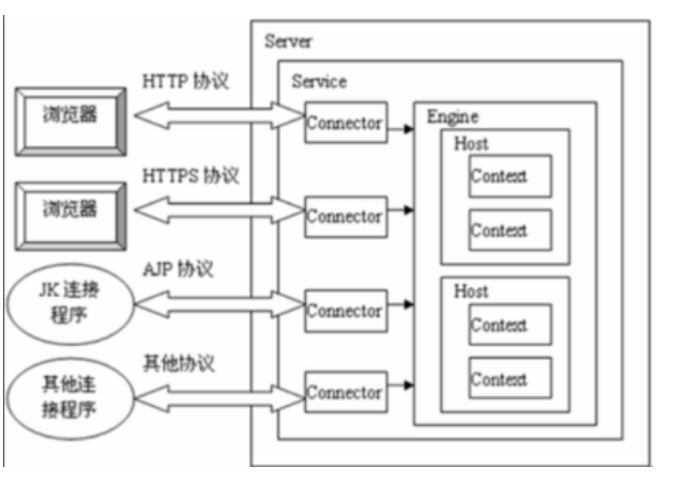 Server
HTTP 协议
Service
浏览器
Connector
Engine
Host
Context
HTTPS 协议
浏览器
Connector
Context
AJP 协议
JK 连接
程序
Connector
Host
Context
其他协议
其他连
接程序
Connector
Context